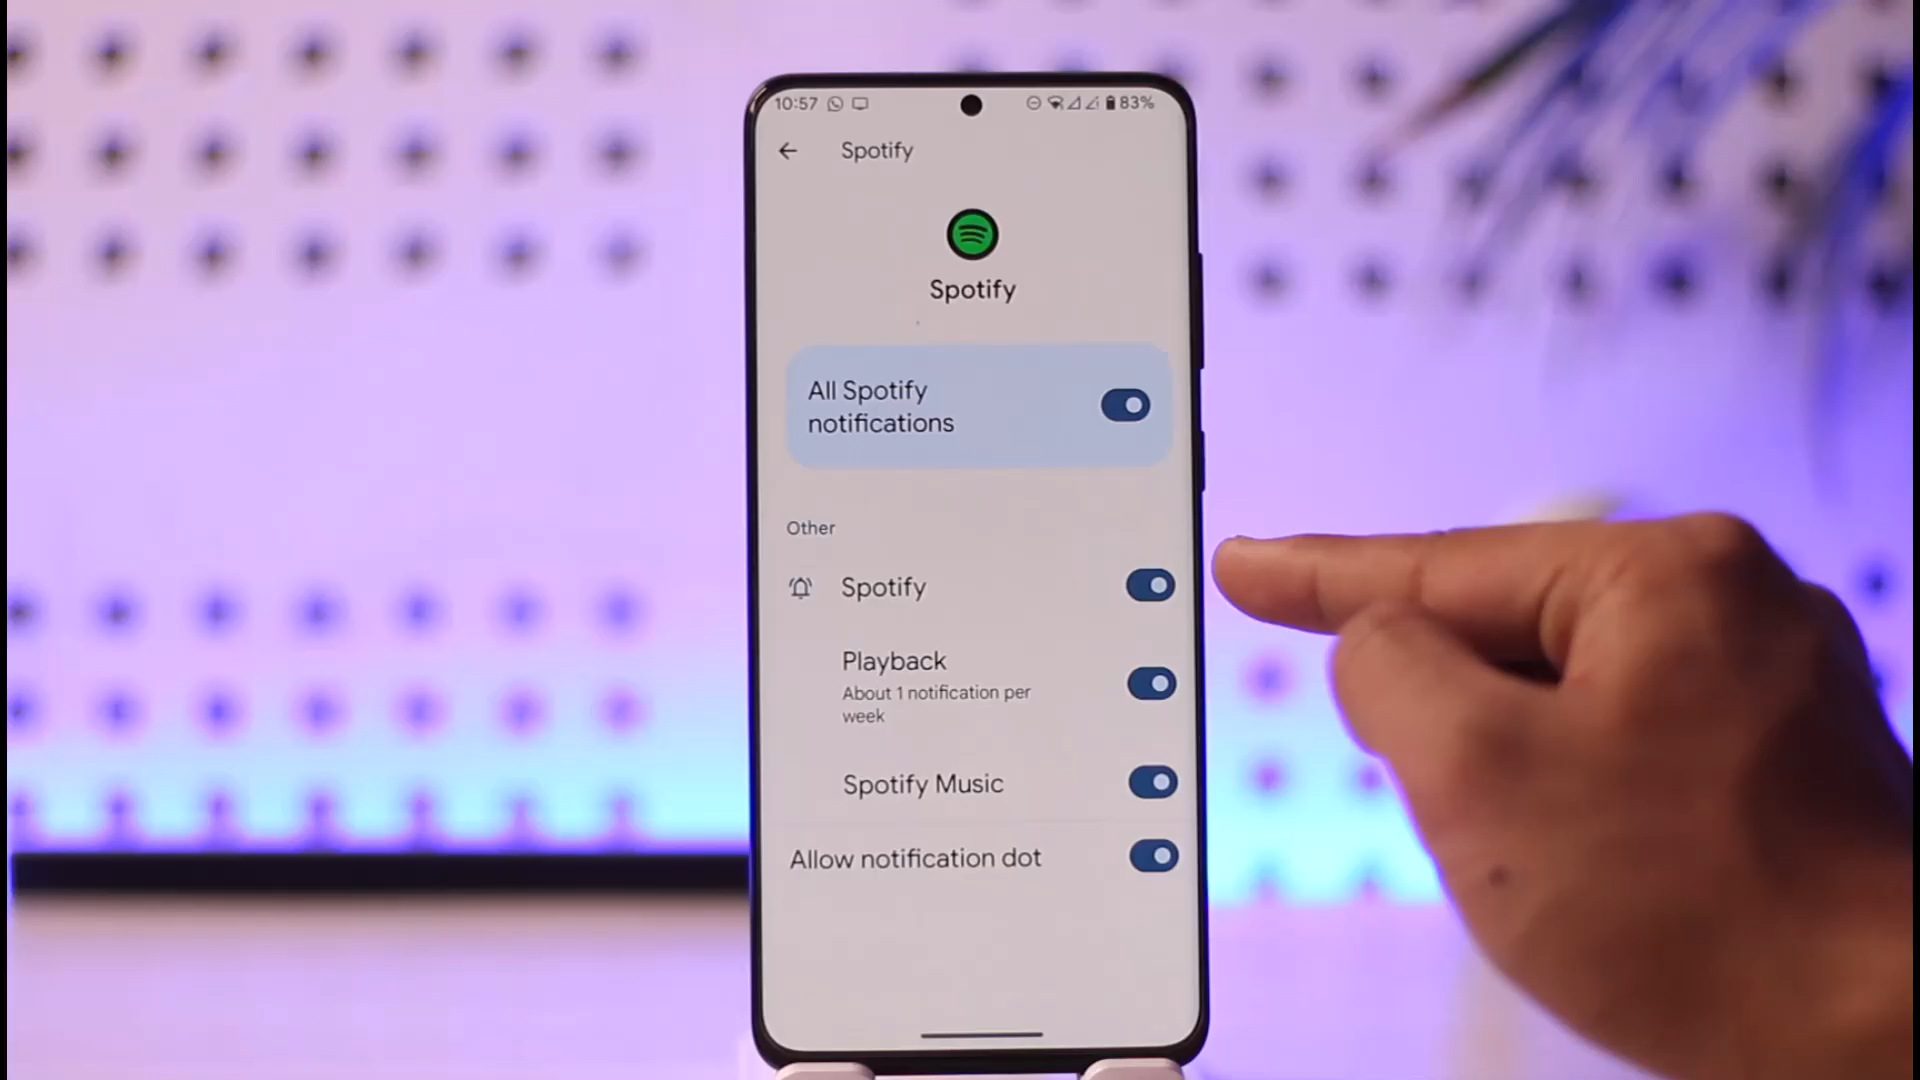 10:57
83%
Spotify
Spotify
All Spotify
notifications
Other
Spotify
Playback
About 1 notification per
week
Spotify Music
Allow notification dot